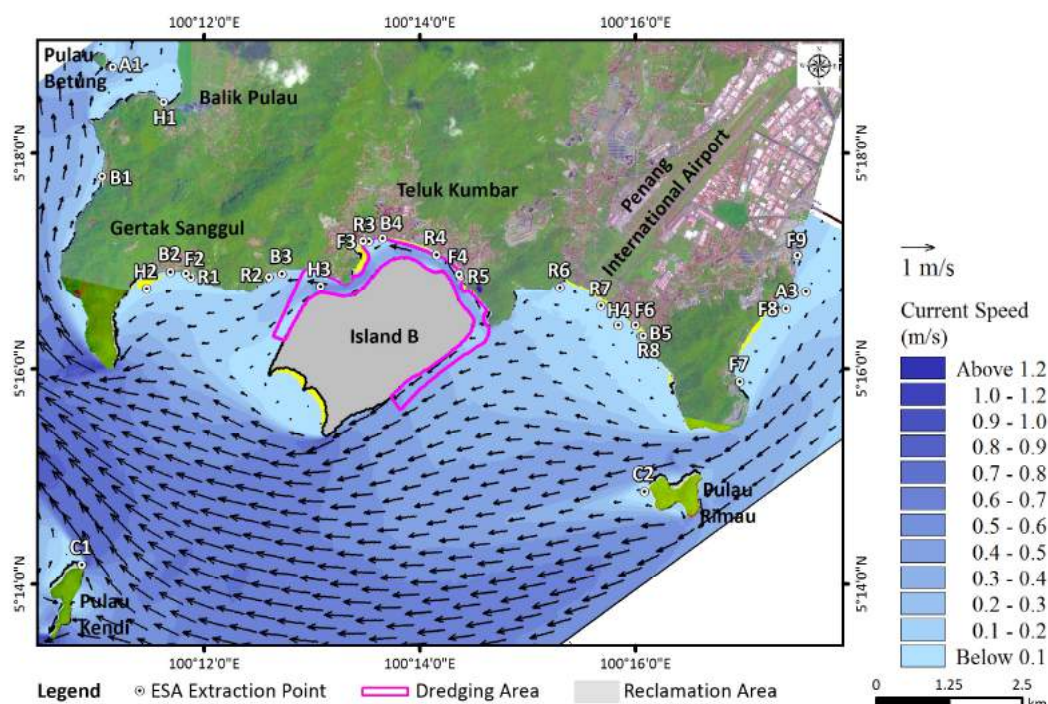 100°12'0"E 100°14'0"E 100°16'0"E
Pulau
Betung
A1
Balik Pulau
H1
5°18'0"N
5°18'0"N
B1
Teluk Kumbar
Penang
International Airport
Gertak Sanggul
R3 B4
F3
R4
F9
B2 F2
H2
R1
B3
R2
H3
F4
R5
R6
R7
H4 F6
B5
R8
A3
F8
Island B
5°16'0"N
5°16'0"N
F7
C2
Pulau
Rimau
C1
5°14'0"N
5°14'0"N
Pulau
Kendi
100°12'0"E 100°14'0"E 100°16'0"E
1 m/s
Current Speed
(m/s)
Above 1.2
1.0 - 1.2
0.9 - 1.0
0.8 - 0.9
0.7 - 0.8
0.6 - 0.7
0.5 - 0.6
0.4 - 0.5
0.3 - 0.4
0.2 - 0.3
0.1 - 0.2
Below 0.1
Legend
ESA Extraction Point
Dredging Area
Reclamation Area
0 1.25 2.5
km